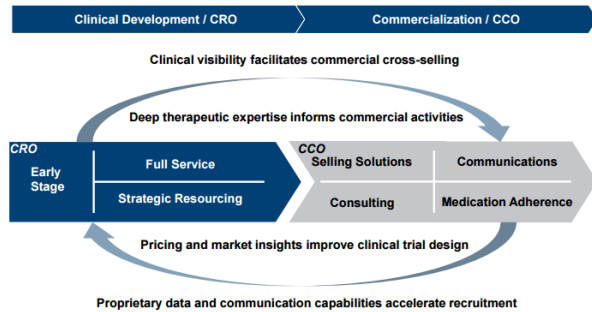 Clinical Development / CRO
Commercialization / CCO
Clinical visibility facilitates commercial cross-selling
Deep therapeutic expertise informs commercial activities
CRO
Early
Stage
Full Service
Strategic Resourcing
CCO
Selling Solutions
Communications
Consulting
Medication Adherence
Pricing and market insights improve clinical trial design
Proprietary data and communication capabilities accelerate recruitment